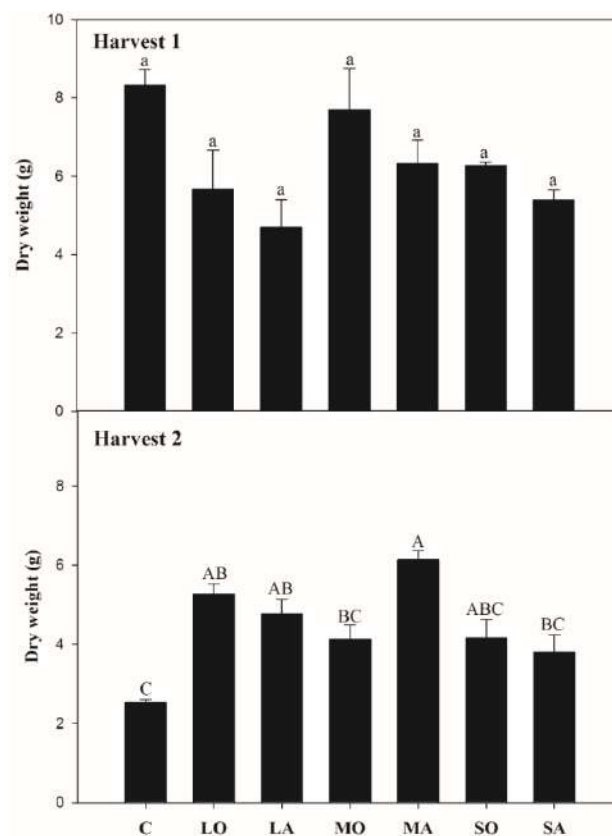 10
Harvest 1
a
a
a
a
a
a
a
8
6
4
2
0
Dry weight (g)
Harvest 2
8
6
4
2
0
Dry weight (g)
C
AB
AB
BC
A
ABC
BC
C LO LA MO MA SO SA